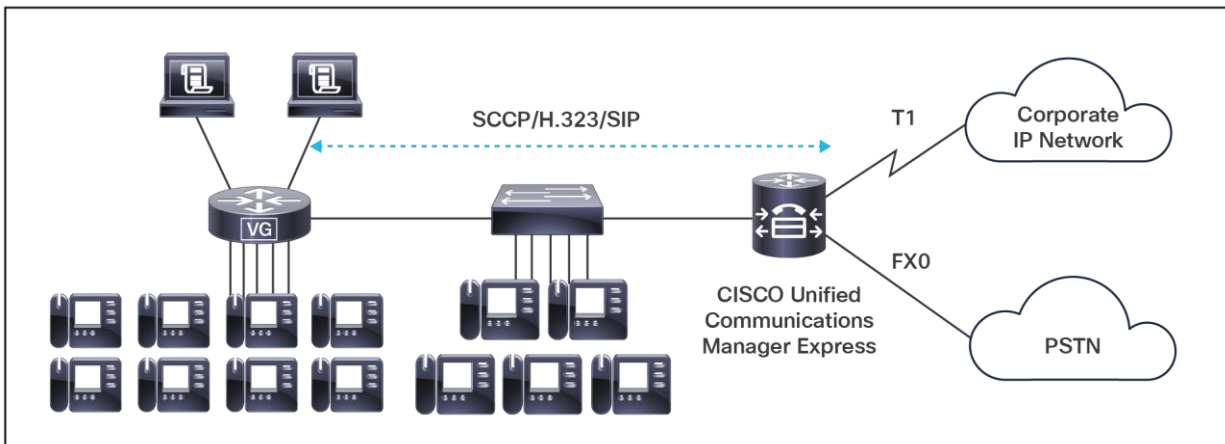 SCCP/H.323/SIP
T1
Corporate
IP Network
VG
FX0
CISCO Unified
Communications
Manager Express
PSTN